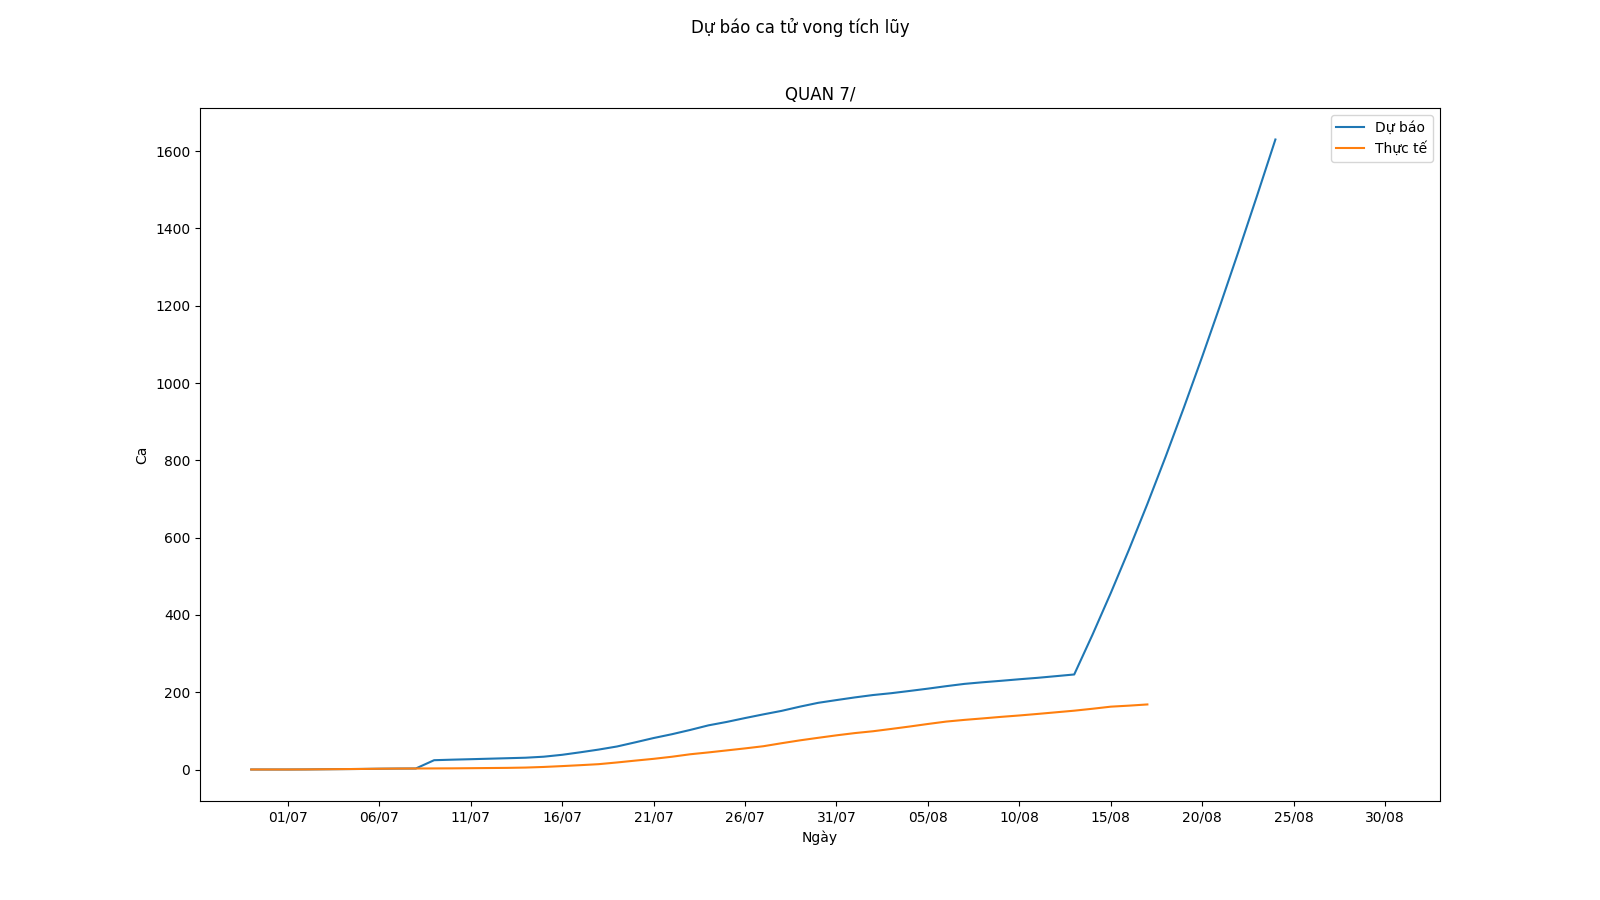 Dự báo ca tử vong tích lũy
QUAN 7/
Dự báo
Thực tế
1600
1400
1200
1000
800
600
400
200
0
Ca
01/07 06/07 11/07 16/07 21/07 26/07 31/07 05/08 10/08 15/08 20/08 25/08 30/08
Ngày